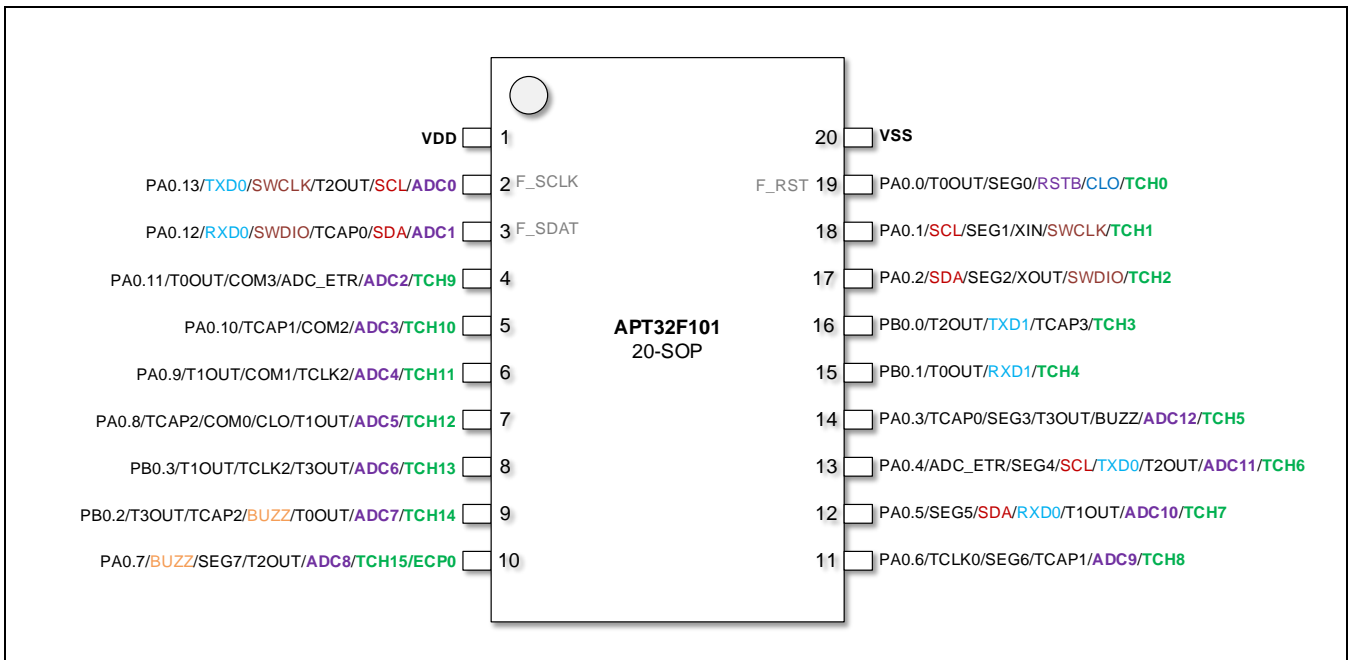 VDD 1 20 VSS
PA0.13/TXD0/SWCLK/T2OUT/SCL/ADC0 2 F_SCLK F_RST 19 PA0.0/T0OUT/SEG0/RSTB/CLO/TCH0
PA0.12/RXD0/SWDIO/TCAP0/SDA/ADC1 3 F_SDAT 18 PA0.1/SCL/SEG1/XIN/SWCLK/TCH1
PA0.11/T0OUT/COM3/ADC_ETR/ADC2/TCH9 4 17 PA0.2/SDA/SEG2/XOUT/SWDIO/TCH2
PA0.10/TCAP1/COM2/ADC3/TCH10 5 APT32F101 16 PB0.0/T2OUT/TXD1/TCAP3/TCH3
20-SOP
PA0.9/T1OUT/COM1/TCLK2/ADC4/TCH11 6 15 PB0.1/T0OUT/RXD1/TCH4
PA0.8/TCAP2/COM0/CLO/T1OUT/ADC5/TCH12 7 14 PA0.3/TCAP0/SEG3/T3OUT/BUZZ/ADC12/TCH5
PB0.3/T1OUT/TCLK2/T3OUT/ADC6/TCH13 8 13 PA0.4/ADC_ETR/SEG4/SCL/TXD0/T2OUT/ADC11/TCH6
PB0.2/T3OUT/TCAP2/BUZZ/T0OUT/ADC7/TCH14 9 12 PA0.5/SEG5/SDA/RXD0/T1OUT/ADC10/TCH7
PA0.7/BUZZ/SEG7/T2OUT/ADC8/TCH15/ECP0 10 11 PA0.6/TCLK0/SEG6/TCAP1/ADC9/TCH8